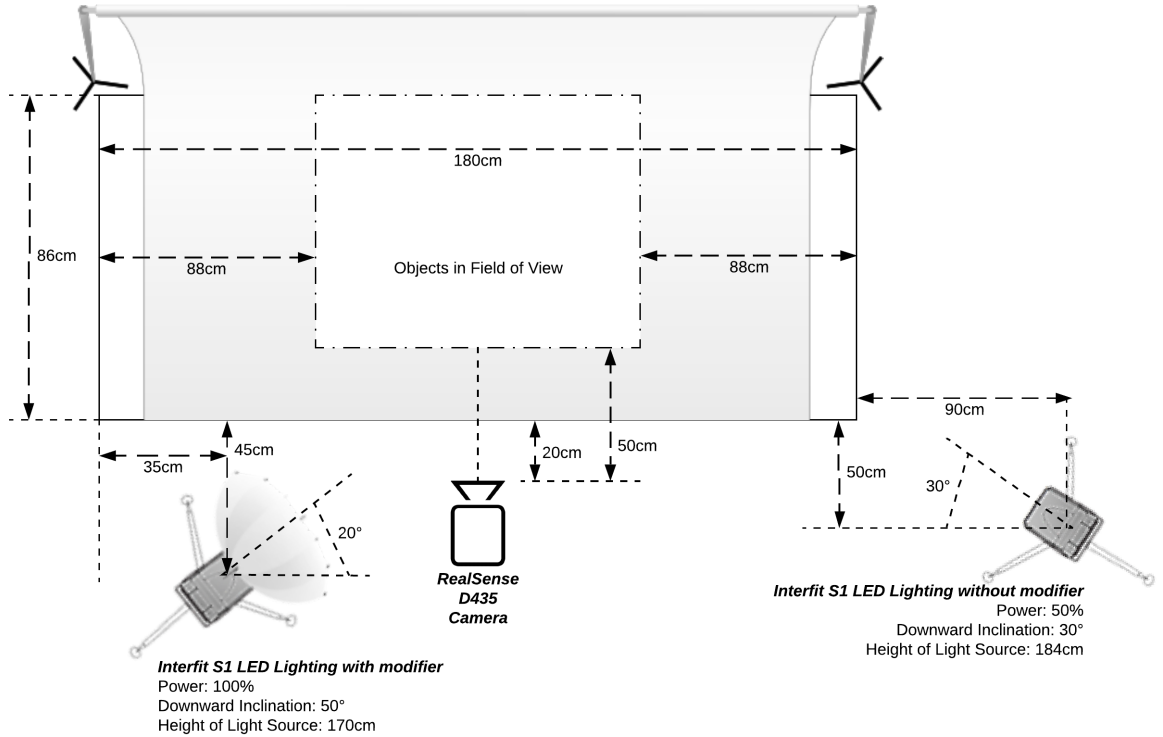 180cm
86cm
88cm
Objects in Field of View
88cm
90cm
45cm
35cm
20cm
50cm
50cm
30°
20°
RealSense
D435
Camera
Interfit S1 LED Lighting without modifier
Power: 50%
Downward Inclination: 30°
Height of Light Source: 184cm
Interfit S1 LED Lighting with modifier
Power: 100%
Downward Inclination: 50°
Height of Light Source: 170cm